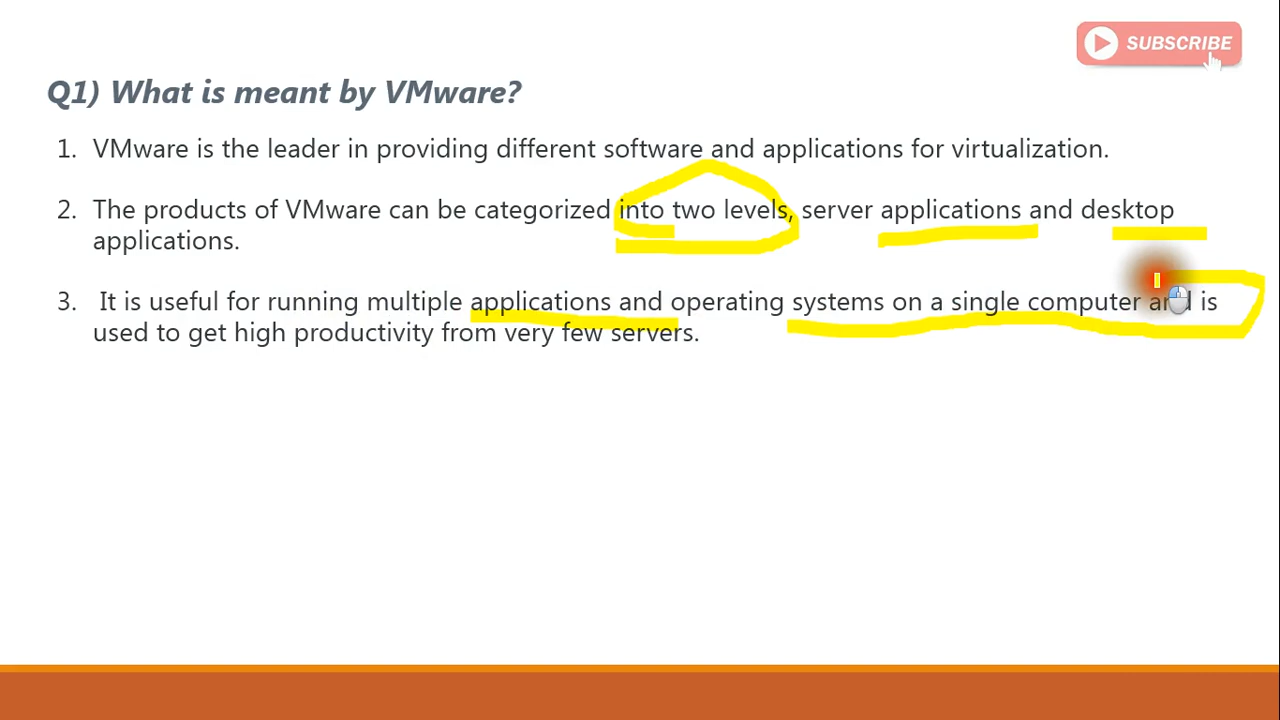 SUBSCRIBE
Q1) What is meant by VMware?
1. VMware is the leader in providing different software and applications for virtualization.
2. The products of VMware can be categorized into two levels, server applications and desktop
applications.
3. It is useful for running multiple applications and operating systems on a single computer and is
used to get high productivity from very few servers.